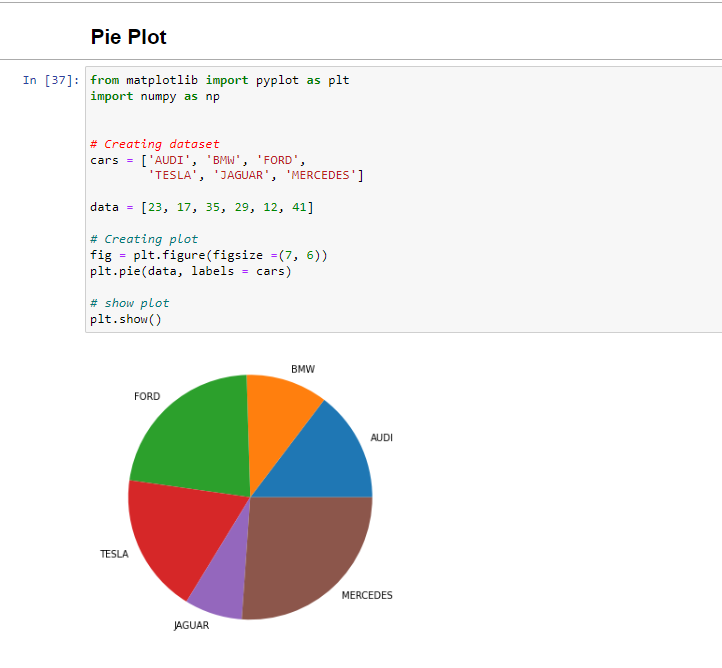 Pie Plot
In [37]:
from matplotlib import pyplot as plt
import numpy as np
# Creating dataset
cars = ['AUDI', 'BMW', 'FORD',
        'TESLA', 'JAGUAR', 'MERCEDES']
data = [23, 17, 35, 29, 12, 41]
# Creating plot
fig = plt.figure(figsize =(7, 6))
plt.pie(data, labels = cars)
# show plot
plt.show()
BMW
FORD
AUDI
TESLA
MERCEDES
JAGUAR